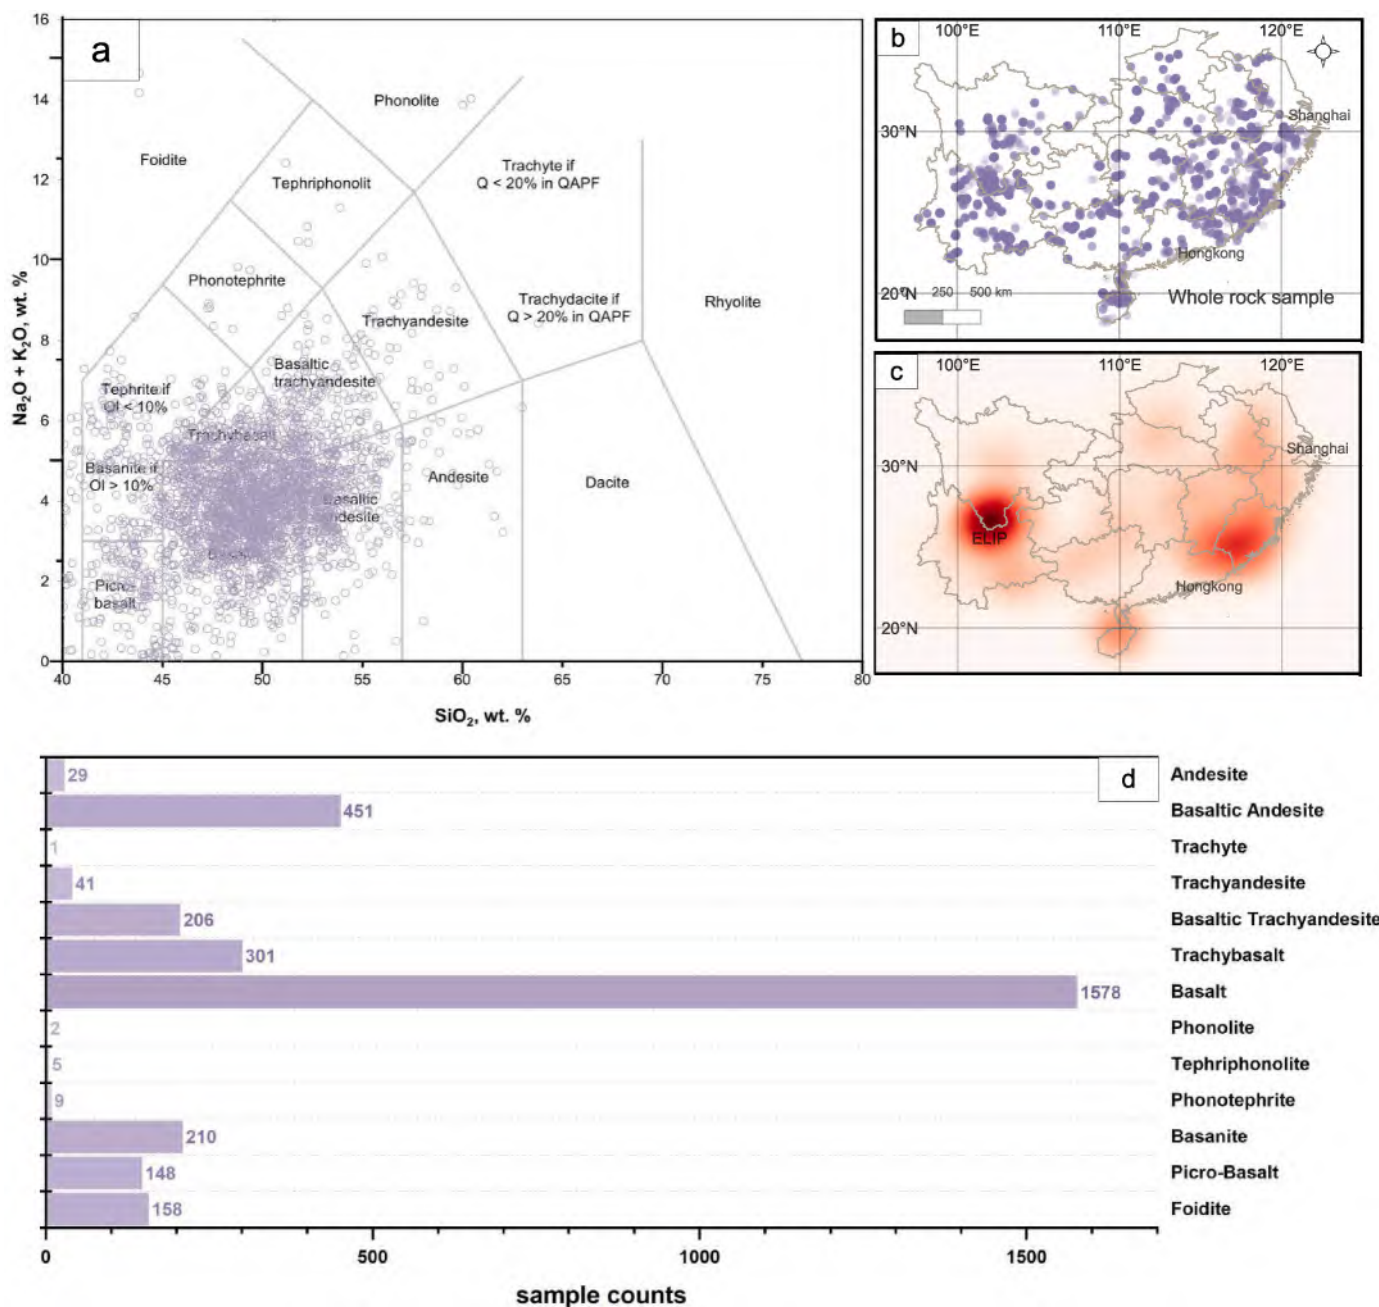 a
16
14
12
10
8
6
4
2
0
Na₂O + K₂O, wt. %
Foidite
Phonolite
Tephriphonolit
Trachyte if
Q < 20% in QAPF
Phonotephrite
Trachyandesite
Trachydacite if
Q > 20% in QAPF
Rhyolite
Basaltic
trachyandesite
Tephrite if
Ol < 10%
Trachybasalt
Basanite if
Ol > 10%
Andesite
Dacite
Basaltic
andesite
Picro-
basalt
40 45 50 55 60 65 70 75 80
SiO₂, wt. %
b
100°E 110°E 120°E
Shanghai
30°N
Hongkong
20°N
250 500 km
Whole rock sample
c
100°E 110°E 120°E
Shanghai
30°N
ELIP
Hongkong
20°N
d
29 Andesite
451 Basaltic Andesite
1 Trachyte
41 Trachyandesite
206 Basaltic Trachyandesite
301 Trachybasalt
1578 Basalt
2 Phonolite
5 Tephriphonolite
9 Phonotephrite
210 Basanite
148 Picro-Basalt
158 Foidite
0 500 1000 1500
sample counts